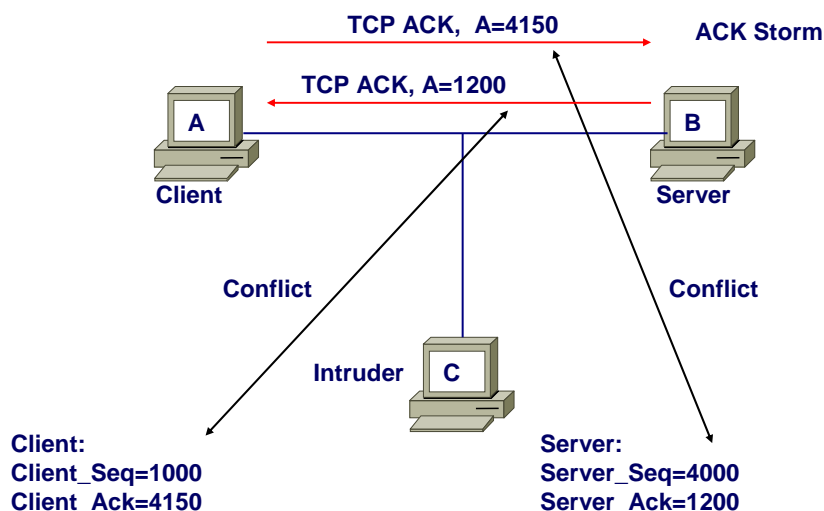 TCP ACK, A=4150
ACK Storm
TCP ACK, A=1200
A
B
Client
Server
Conflict
Conflict
Intruder
C
Client:
Client_Seq=1000
Client_Ack=4150
Server:
Server_Seq=4000
Server_Ack=1200